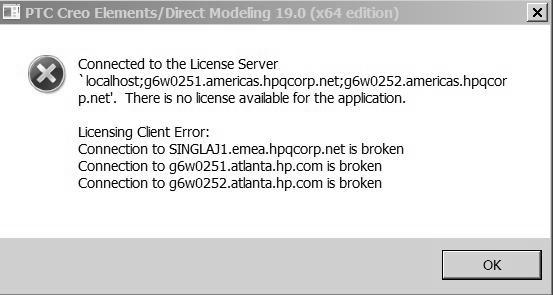 PTC Creo Elements/Direct Modeling 19.0 (x64 edition)
Connected to the License Server
`localhost;g6w0251.americas.hpqcorp.net;g6w0252.americas.hpqcor
p.net'. There is no license available for the application.
Licensing Client Error:
Connection to SINGLAJ1.emea.hpqcorp.net is broken
Connection to g6w0251.atlanta.hp.com is broken
Connection to g6w0252.atlanta.hp.com is broken
OK